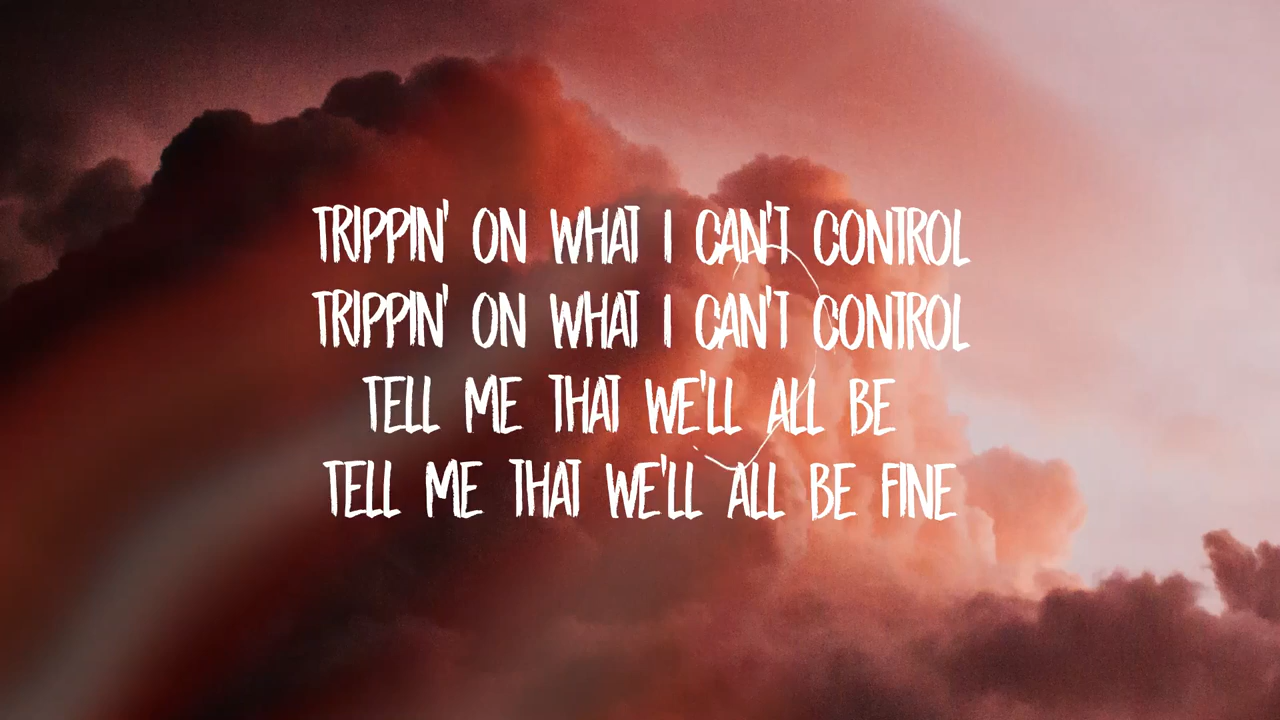 TRIPPIN' ON WHAT I CAN'T CONTROL
TRIPPIN' ON WHAT I CAN'T CONTROL
TELL ME THAT WE'LL ALL BE
TELL ME THAT WE'LL ALL BE FINE